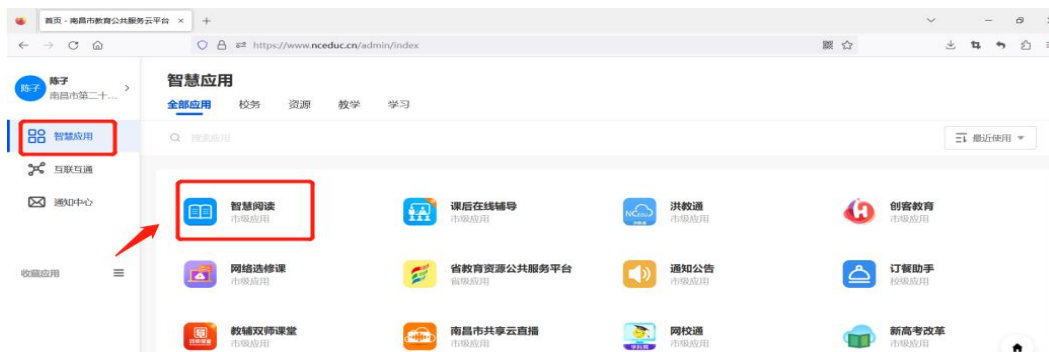 首页 - 南昌市教育公共服务云平台 × +
https://www.nceduc.cn/admin/index
陈子
陈子
南昌市第二十...
智慧应用
互联互通
通知中心
收藏应用
智慧应用
全部应用 校务 资源 教学 学习
搜索应用
最近使用
智慧阅读
市级应用
课后在线辅导
市级应用
洪教通
市级应用
创客教育
市级应用
网络选修课
市级应用
省教育资源公共服务平台
省级应用
通知公告
市级应用
订餐助手
校级应用
教辅双师课堂
市级应用
南昌市共享云直播
市级应用
网校通
市级应用
新高考改革
市级应用